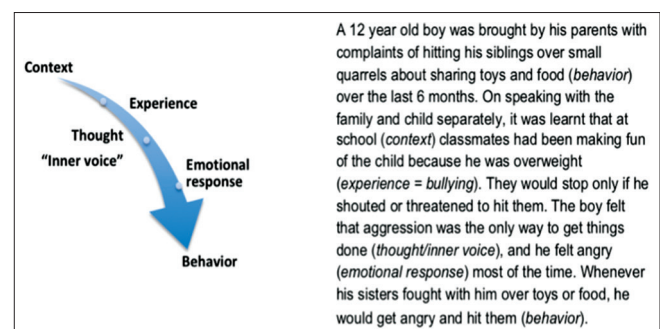 Context
Experience
Thought
“Inner voice”
Emotional
response
Behavior
A 12 year old boy was brought by his parents with
complaints of hitting his siblings over small
quarrels about sharing toys and food (behavior)
over the last 6 months. On speaking with the
family and child separately, it was learnt that at
school (context) classmates had been making fun
of the child because he was overweight
(experience = bullying). They would stop only if he
shouted or threatened to hit them. The boy felt
that aggression was the only way to get things
done (thought/inner voice), and he felt angry
(emotional response) most of the time. Whenever
his sisters fought with him over toys or food, he
would get angry and hit them (behavior).